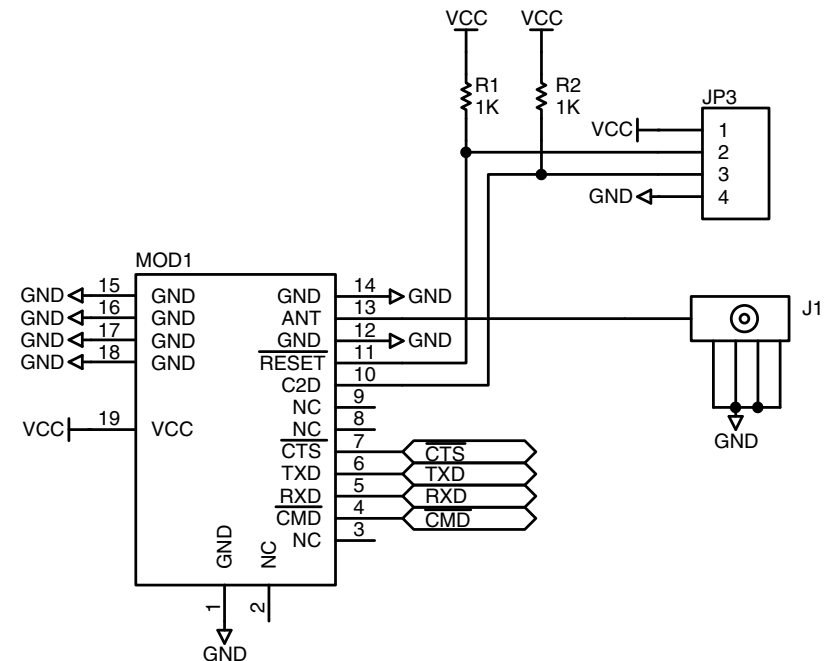 VCC VCC
R1 R2
1K 1K
JP3
VCC 1
2
3
GND 4
MOD1
GND 15 GND GND 14 GND
GND 16 GND ANT 13
GND 17 GND GND 12 GND
GND 18 GND RESET 11
C2D 10
NC 9
VCC 19 VCC NC 8
CTS 7 CTS
TXD 6 TXD
RXD 5 RXD
CMD 4 CMD
NC 3
GND NC
1 2
GND
J1
GND